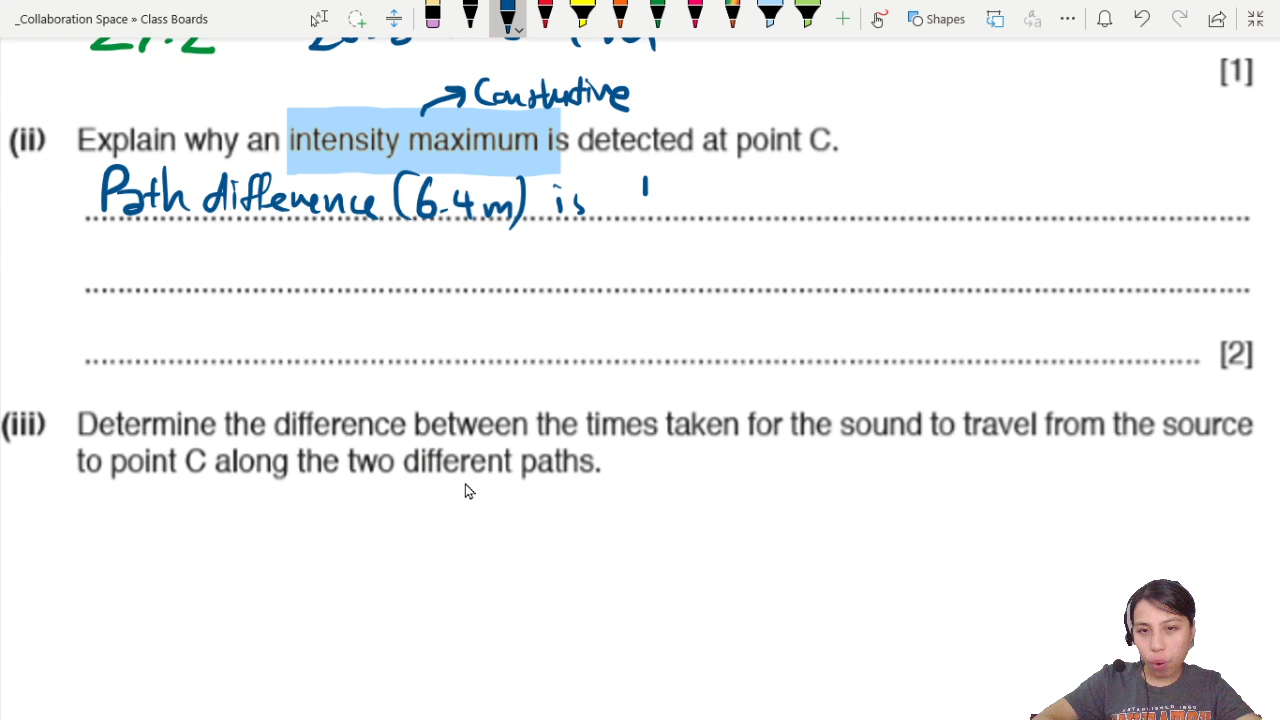 _Collaboration Space » Class Boards
Shapes
[1]
Constuctive
(ii) Explain why an intensity maximum is detected at point C.
Path difference (6.4m) is
[2]
(iii) Determine the difference between the times taken for the sound to travel from the source
to point C along the two different paths.